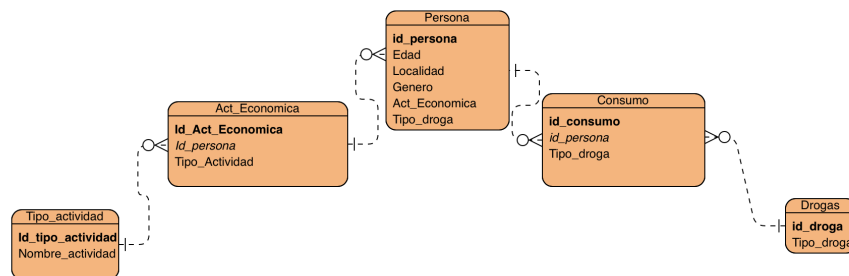 Persona
id_persona
Edad
Localidad
Genero
Act_Economica
Tipo_droga
Act_Economica
Id_Act_Economica
Id_persona
Tipo_Actividad
Consumo
id_consumo
id_persona
Tipo_droga
Tipo_actividad
Id_tipo_actividad
Nombre_actividad
Drogas
id_droga
Tipo_droga